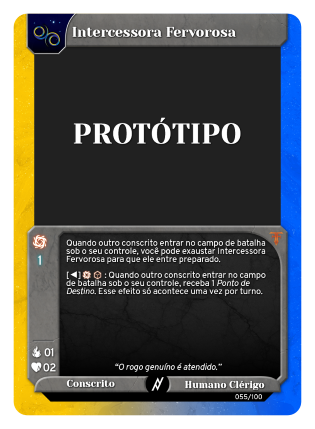 Intercessora Fervorosa
PROTÓTIPO
Quando outro conscrito entrar no campo de batalha
sob o seu controle, você pode exaustar Intercessora
Fervorosa para que ele entre preparado.
1
[◄] : Quando outro conscrito entrar no campo
de batalha sob o seu controle, receba 1 Ponto de
Destino. Esse efeito só acontece uma vez por turno.
01
02
"O rogo genuíno é atendido."
Conscrito
Humano Clérigo
055/100